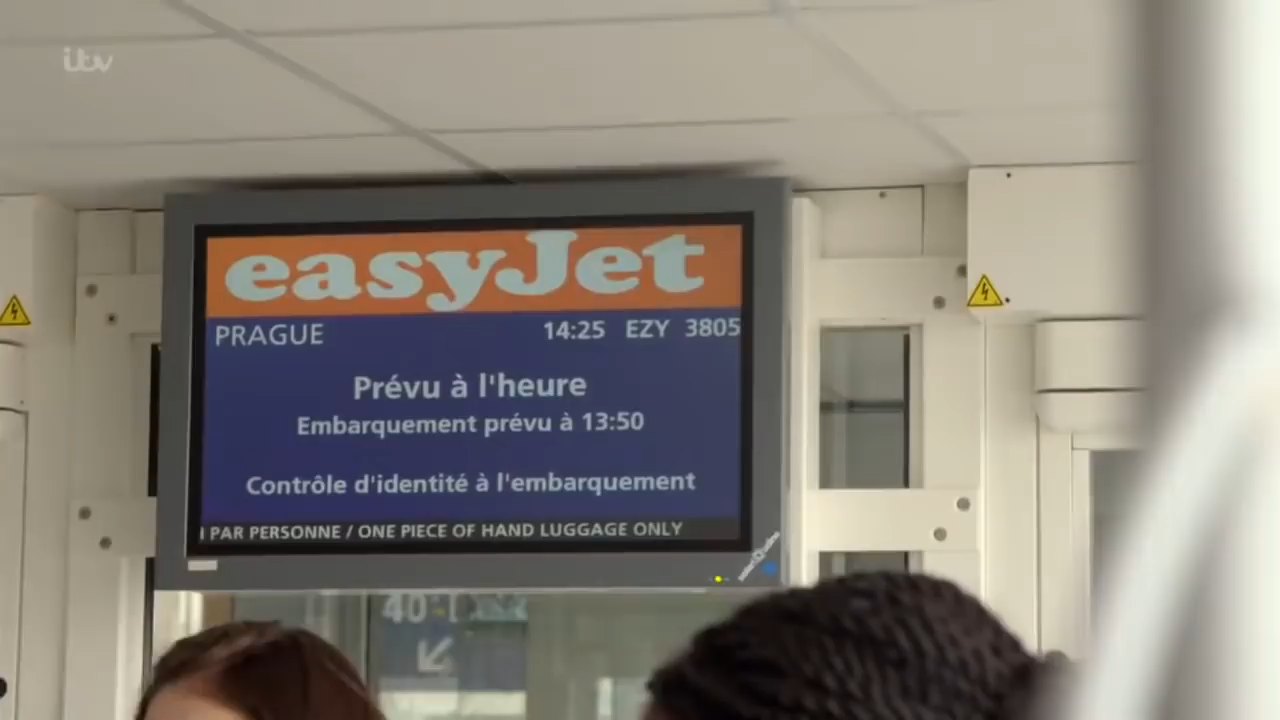 itv
easyJet
PRAGUE 14:25 EZY 3805
Prévu à l'heure
Embarquement prévu à 13:50
Contrôle d'identité à l'embarquement
PAR PERSONNE / ONE PIECE OF HAND LUGGAGE ONLY
40